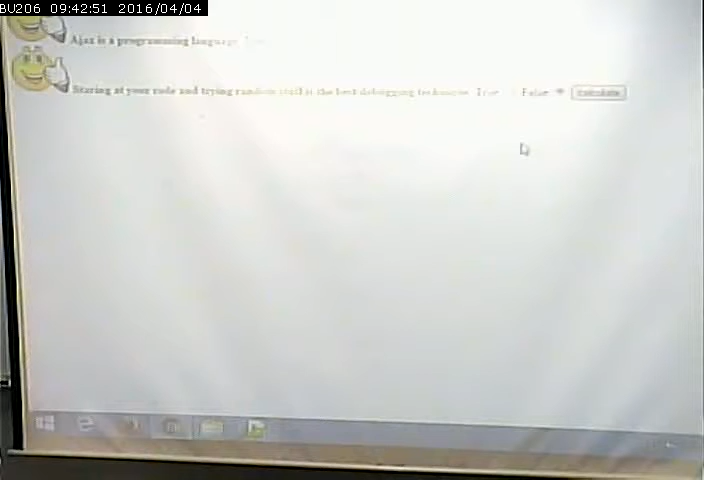 BU206 09:42:51 2016/04/04
Ajax is a programming language.
Staring at your code and trying random stuff is the best debugging technique. True False calculate